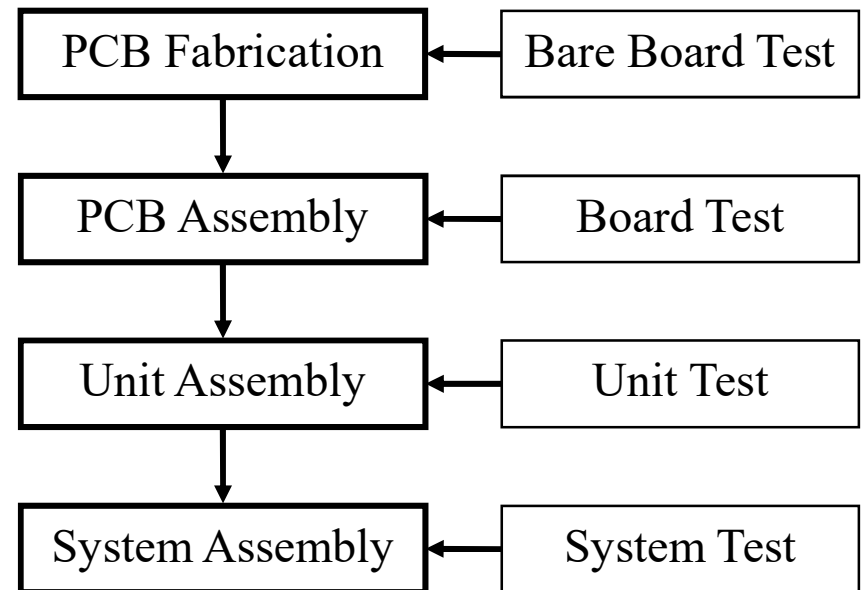 PCB Fabrication
Bare Board Test
PCB Assembly
Board Test
Unit Assembly
Unit Test
System Assembly
System Test